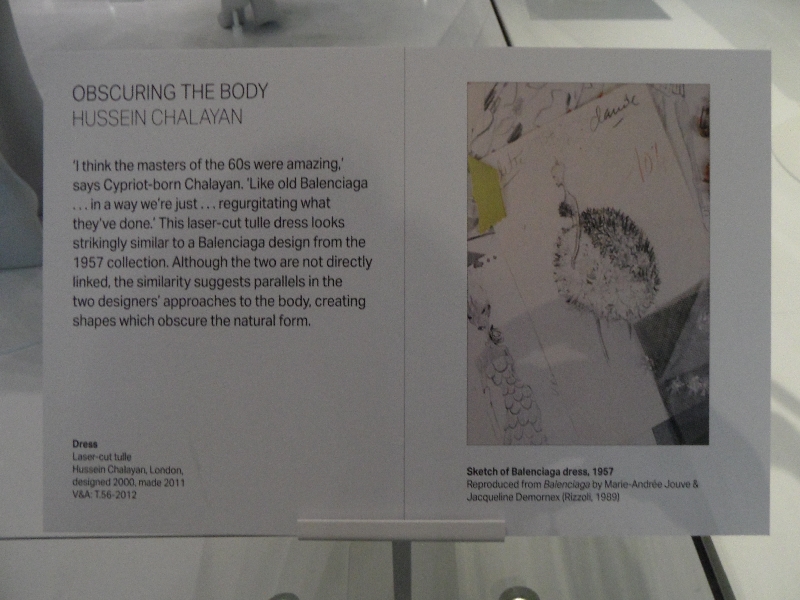 OBSCURING THE BODY
HUSSEIN CHALAYAN
'I think the masters of the 60s were amazing,'
says Cypriot-born Chalayan. 'Like old Balenciaga
. . . in a way we're just . . . regurgitating what
they've done.' This laser-cut tulle dress looks
strikingly similar to a Balenciaga design from the
1957 collection. Although the two are not directly
linked, the similarity suggests parallels in the
two designers' approaches to the body, creating
shapes which obscure the natural form.
Dress
Laser-cut tulle
Hussein Chalayan, London,
designed 2000, made 2011
V&A: T.56-2012
10%
Sketch of Balenciaga dress, 1957
Reproduced from Balenciaga by Marie-Andrée Jouve &
Jacqueline Demornex (Rizzoli, 1989)